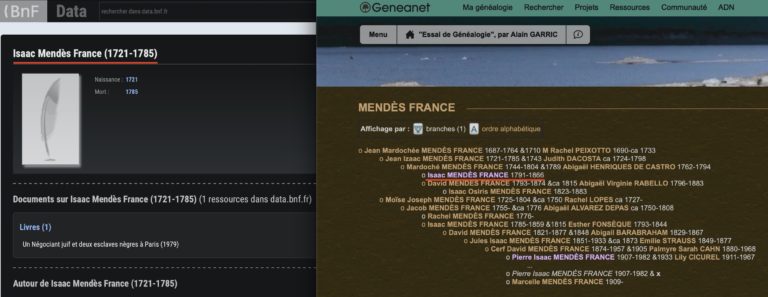 {BnF Data
rechercher dans data.bnf.fr
Isaac Mendès France (1721-1785)
Naissance : 1721
Mort : 1785
Documents sur Isaac Mendès France (1721-1785) (1 ressources dans data.bnf.fr)
Livres (1)
Un Négociant juif et deux esclaves nègres à Paris (1979)
Autour de Isaac Mendès France (1721-1785)
Geneanet
Ma généalogie Rechercher Projets Ressources Communauté ADN
Menu "Essai de Généalogie", par Alain GARRIC
MENDÈS FRANCE
Affichage par : branches (1) A ordre alphabétique
o Jean Mardochée MENDÈS FRANCE 1687-1764 &1710 M Rachel PEIXOTTO 1690-ca 1733
o Jean Izaac MENDÈS FRANCE 1721-1785 &1743 Judith DACOSTA ca 1724-1798
o Mardoché MENDÈS FRANCE 1744-1804 &1789 Abigaël HENRIQUES DE CASTRO 1762-1794
o Isaac MENDÈS FRANCE 1791-1866
o David MENDÈS FRANCE 1793-1874 &ca 1815 Abigaël Virginie RABELLO 1796-1883
o Isaac Osiris MENDÈS FRANCE 1823-1883
o Moïse Joseph MENDÈS FRANCE 1725-1804 &ca 1750 Rachel LOPES ca 1727-
o Jacob MENDÈS FRANCE 1755- &ca 1776 Abigaïl ALVAREZ DEPAS ca 1750-1808
o Rachel MENDÈS FRANCE 1776-
o Isaac MENDÈS FRANCE 1785-1859 &1815 Esther FONSÈQUE 1793-1844
o David MENDÈS FRANCE 1821-1877 &1848 Abigail BARABRAHAM 1829-1867
o Jules Isaac MENDÈS FRANCE 1851-1933 &ca 1873 Emilie STRAUSS 1849-1877
o Cerf David MENDÈS FRANCE 1874-1957 &1905 Palmyre Sarah CAHN 1880-1968
o Pierre Isaac MENDÈS FRANCE 1907-1982 &1933 Lily CICUREL 1911-1967
o Pierre Isaac MENDÈS FRANCE 1907-1982 & x
o Marcelle MENDÈS FRANCE 1909-